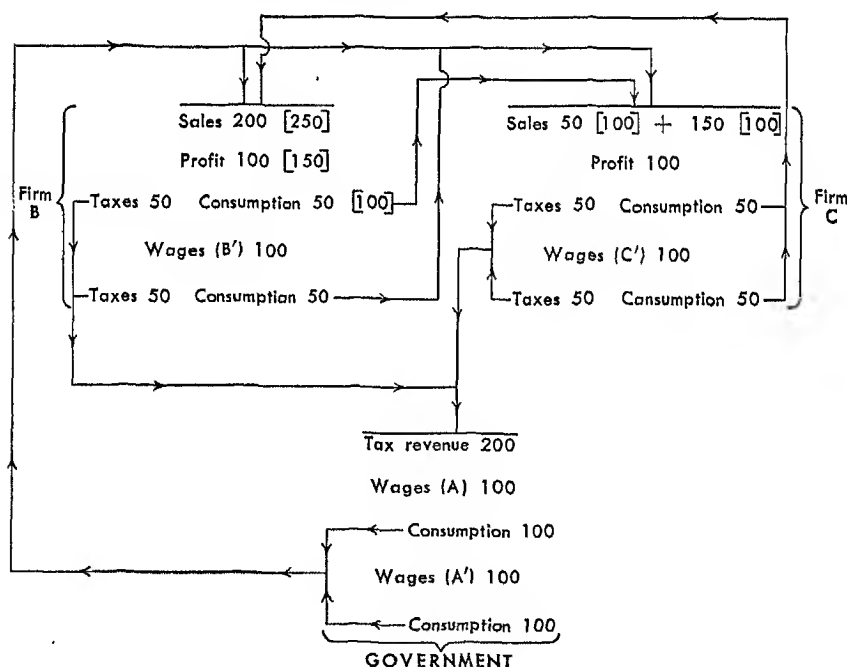 Sales 200 [250]
Profit 100 [150]
Firm B
Taxes 50 Consumption 50 [100]
Wages (B') 100
Taxes 50 Consumption 50
Sales 50 [100] + 150 [100]
Profit 100
Firm C
Taxes 50 Consumption 50
Wages (C') 100
Taxes 50 Consumption 50
Tax revenue 200
Wages (A) 100
Consumption 100
Wages (A') 100
Consumption 100
GOVERNMENT